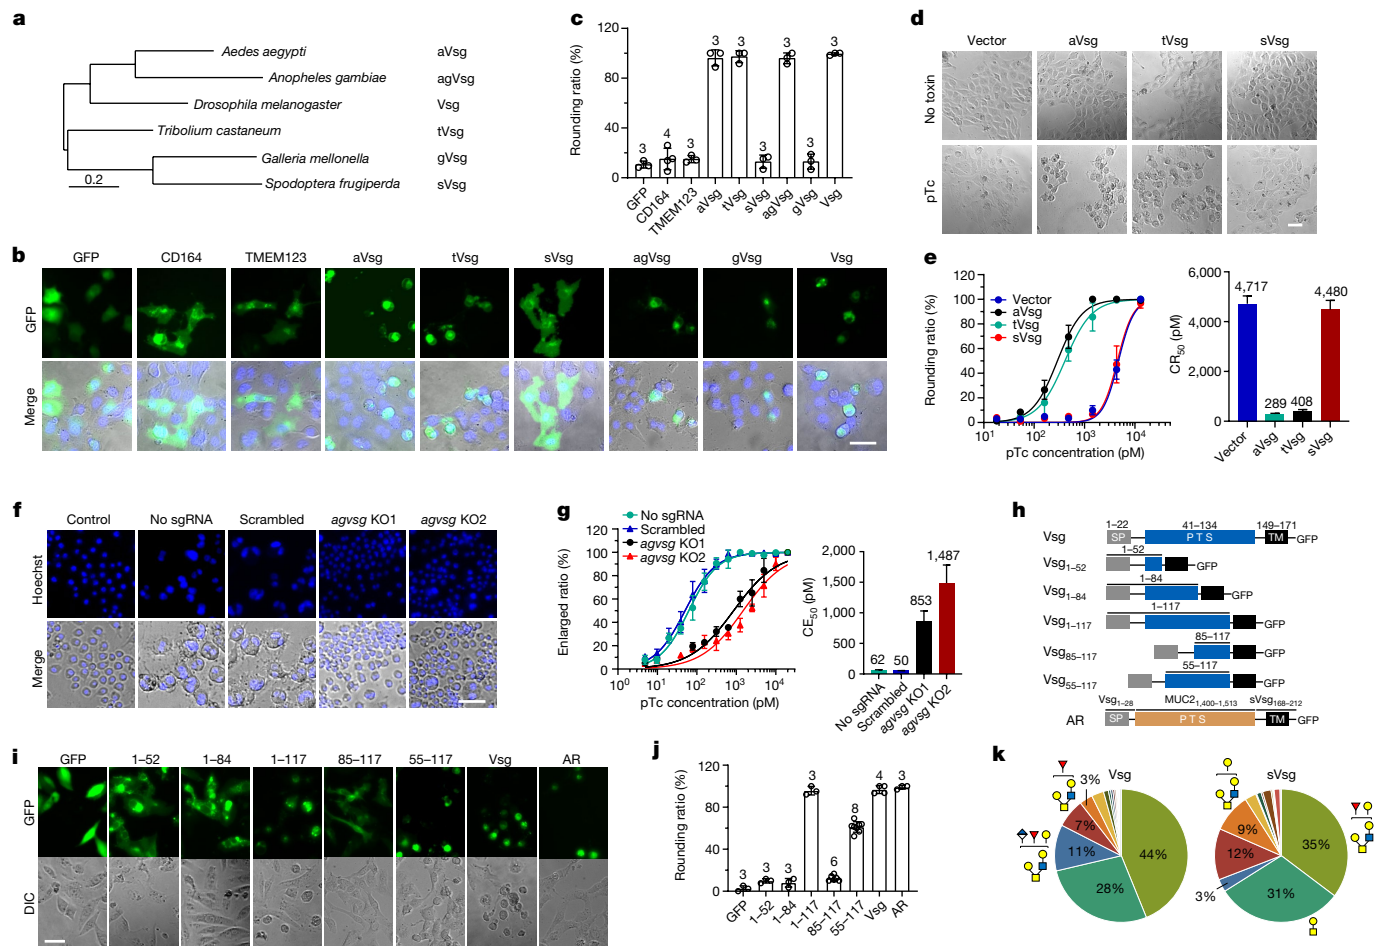 a
Aedes aegypti aVsg
Anopheles gambiae agVsg
Drosophila melanogaster Vsg
Tribolium castaneum tVsg
Galleria mellonella gVsg
Spodoptera frugiperda sVsg
0.2
b
GFP CD164 TMEM123 aVsg tVsg sVsg agVsg gVsg Vsg
GFP
Merge
c
Rounding ratio (%)
120
80
40
0
3 4 3 3 3 3 3 3 3
GFP CD164 TMEM123 aVsg tVsg sVsg agVsg gVsg Vsg
d
Vector aVsg tVsg sVsg
No toxin
pTc
e
Rounding ratio (%)
120
100
80
60
40
20
0
Vector
aVsg
tVsg
sVsg
10¹ 10² 10³ 10⁴
pTc concentration (pM)
CR₅₀ (pM)
6,000
4,000
2,000
0
4,717 289 408 4,480
Vector aVsg tVsg sVsg
f
Control No sgRNA Scrambled agvsg KO1 agvsg KO2
Hoechst
Merge
g
No sgRNA
Scrambled
agvsg KO1
agvsg KO2
Enlarged ratio (%)
120
100
80
60
40
20
0
10⁰ 10¹ 10² 10³ 10⁴
pTc concentration (pM)
CE₅₀ (pM)
2,000
1,500
1,000
500
0
62 50 853 1,487
No sgRNA Scrambled agvsg KO1 agvsg KO2
h
1–22 41–134 149–171
Vsg SP P T S TM GFP
1–52
Vsg₁₋₅₂ GFP
1–84
Vsg₁₋₈₄ GFP
1–117
Vsg₁₋₁₁₇ GFP
85–117
Vsg₈₅₋₁₁₇ GFP
55–117
Vsg₅₅₋₁₁₇ GFP
Vsg₁₋₂₈ MUC2₁,₄₀₀₋₁,₅₁₃ sVsg₁₆₈₋₂₁₂
AR SP P T S TM GFP
i
GFP 1–52 1–84 1–117 85–117 55–117 Vsg AR
GFP
DIC
j
Rounding ratio (%)
120
80
40
0
3 3 3 3 6 8 4 3
GFP 1–52 1–84 1–117 85–117 55–117 Vsg AR
k
Vsg
3%
7%
11%
28%
44%
sVsg
9%
12%
3%
31%
35%